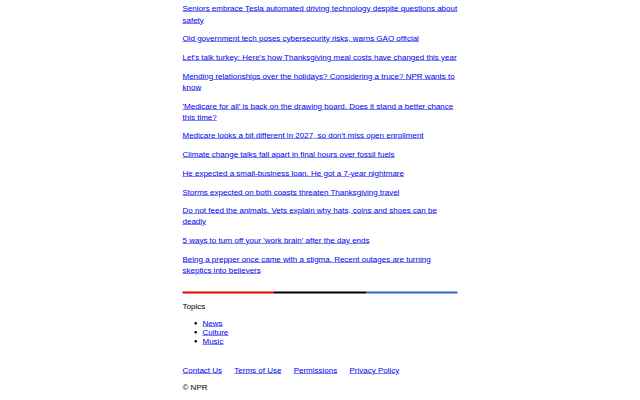 Seniors embrace Tesla automated driving technology despite questions about
safety
Old government tech poses cybersecurity risks, warns GAO official
Let's talk turkey: Here's how Thanksgiving meal costs have changed this year
Mending relationships over the holidays? Considering a truce? NPR wants to
know
'Medicare for all' is back on the drawing board. Does it stand a better chance
this time?
Medicare looks a bit different in 2027, so don't miss open enrollment
Climate change talks fall apart in final hours over fossil fuels
He expected a small-business loan. He got a 7-year nightmare
Storms expected on both coasts threaten Thanksgiving travel
Do not feed the animals. Vets explain why hats, coins and shoes can be
deadly
5 ways to turn off your 'work brain' after the day ends
Being a prepper once came with a stigma. Recent outages are turning
skeptics into believers
Topics
News
Culture
Music
Contact Us Terms of Use Permissions Privacy Policy
© NPR